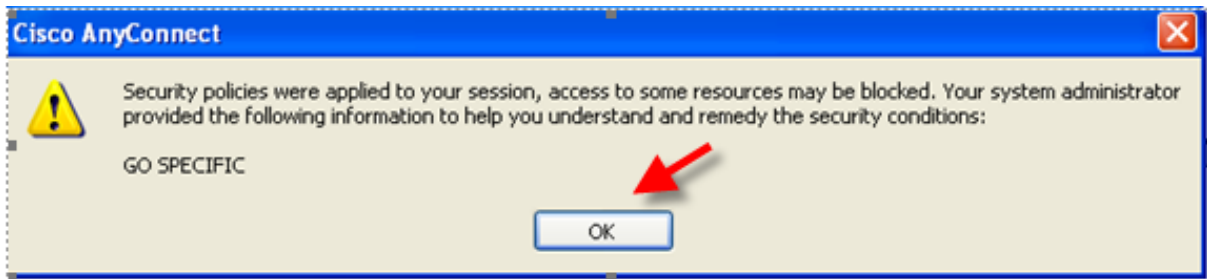 Cisco AnyConnect
Security policies were applied to your session, access to some resources may be blocked. Your system administrator
provided the following information to help you understand and remedy the security conditions:
GO SPECIFIC
OK